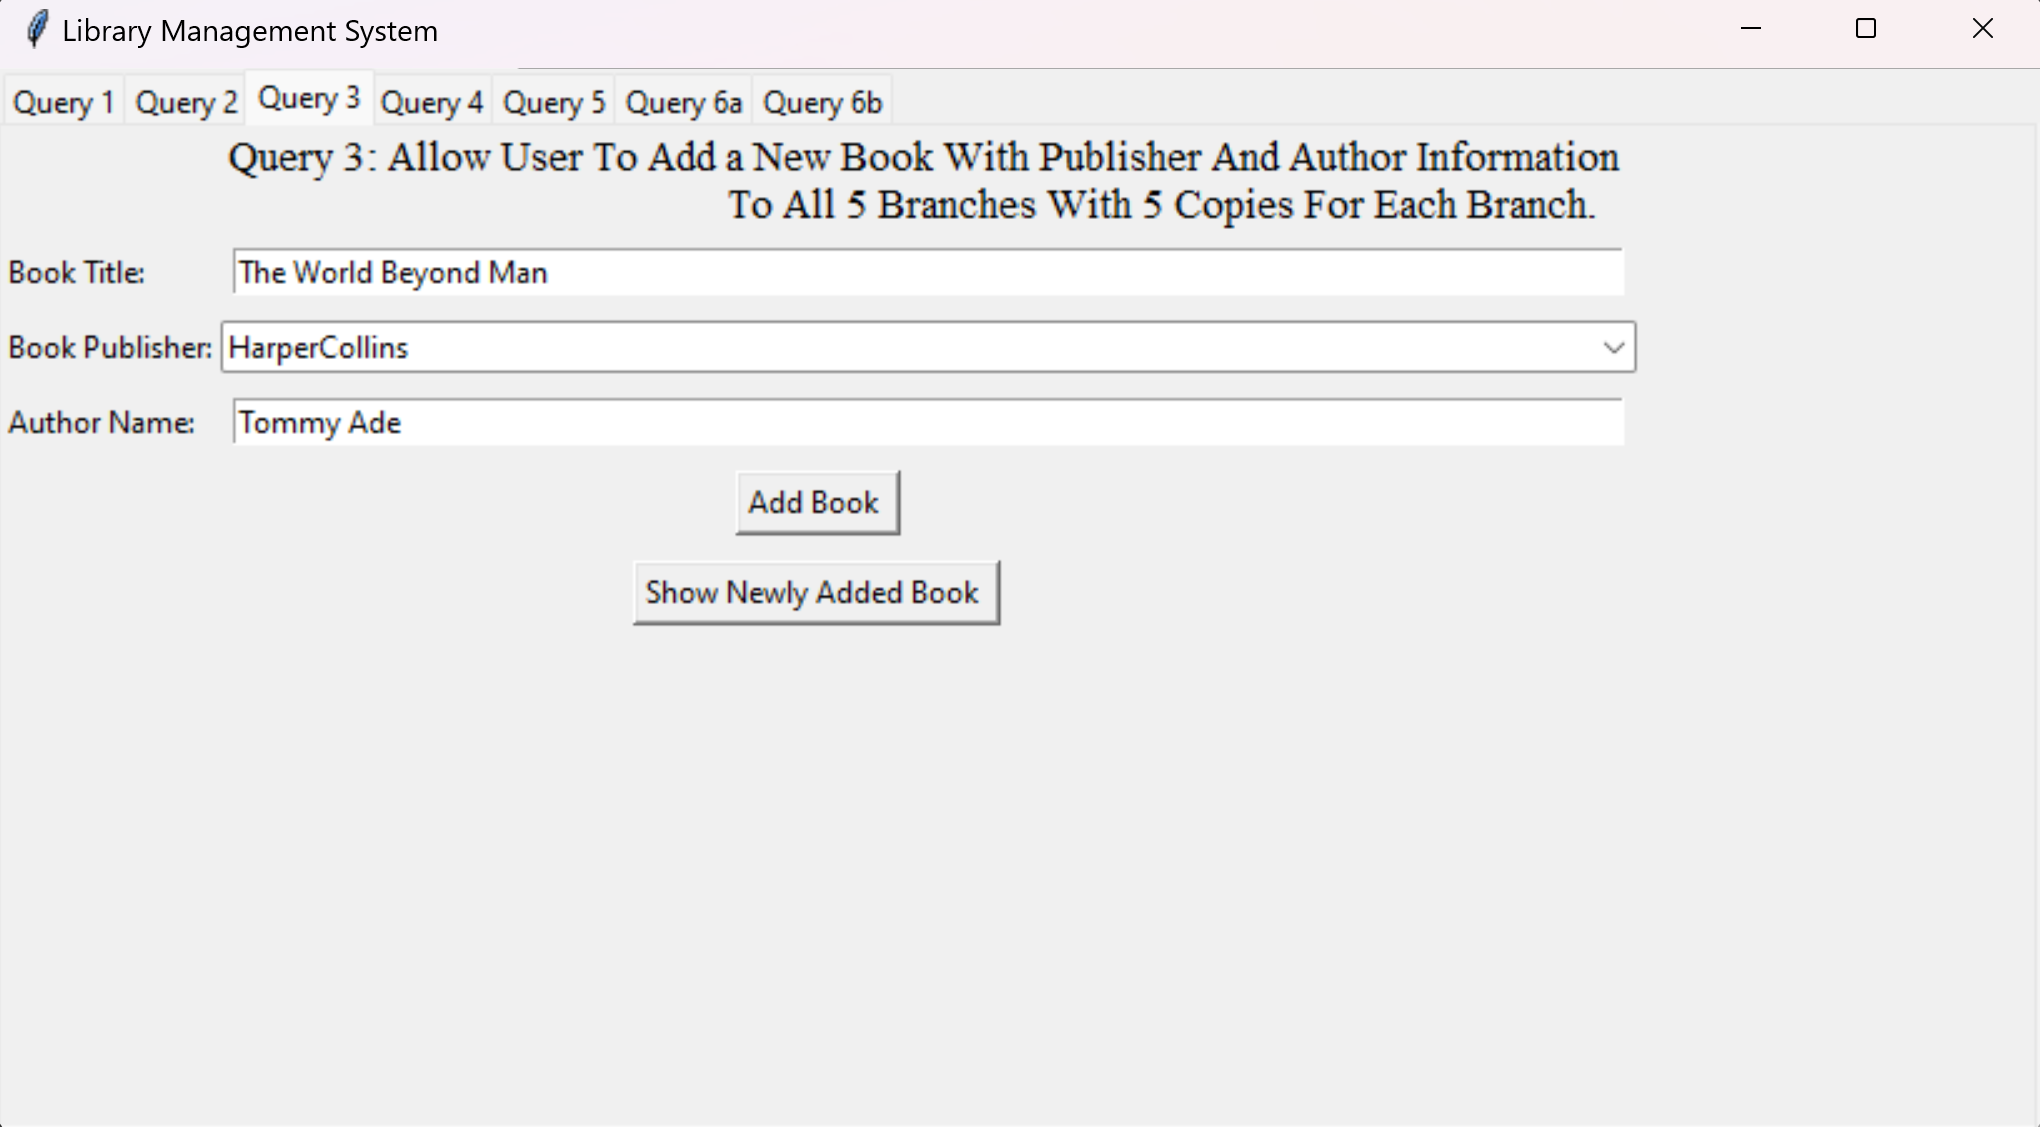 Library Management System
Query 1 Query 2 Query 3 Query 4 Query 5 Query 6a Query 6b
Query 3: Allow User To Add a New Book With Publisher And Author Information
To All 5 Branches With 5 Copies For Each Branch.
Book Title: The World Beyond Man
Book Publisher: HarperCollins
Author Name: Tommy Ade
Add Book
Show Newly Added Book